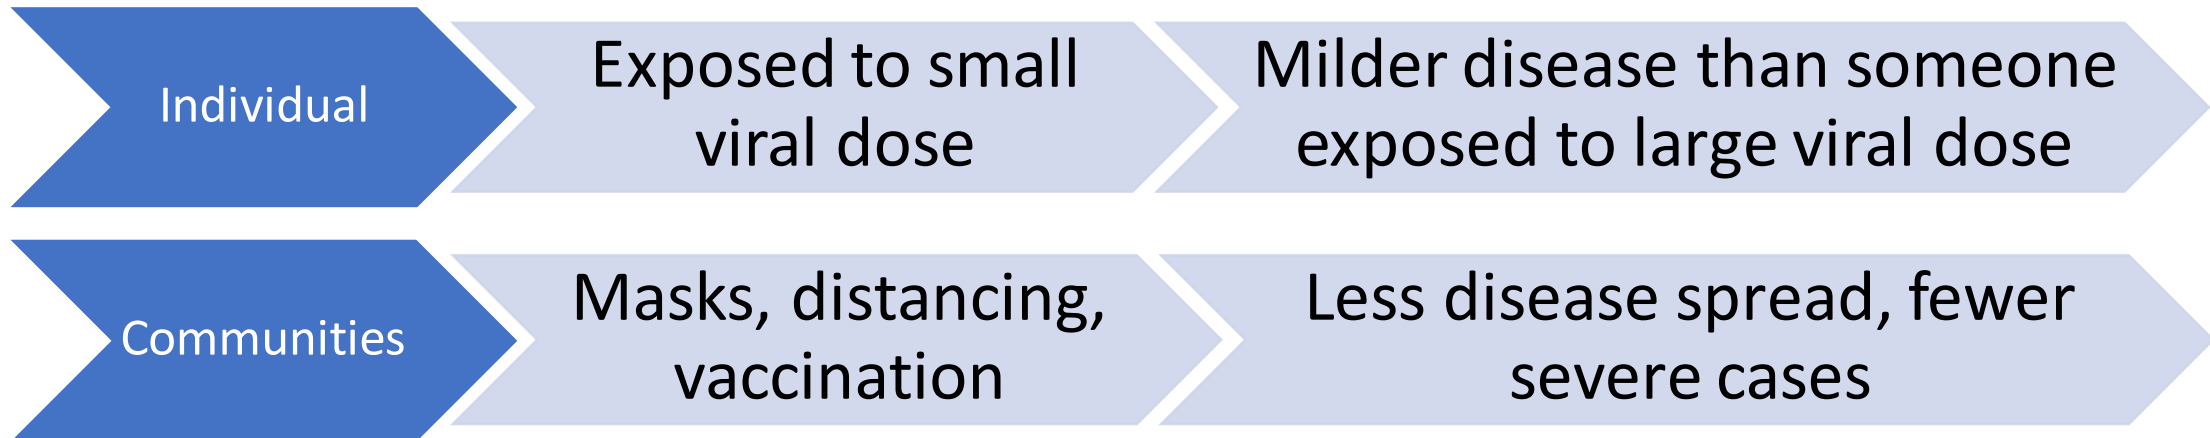 Individual
Exposed to small
viral dose
Milder disease than someone
exposed to large viral dose
Communities
Masks, distancing,
vaccination
Less disease spread, fewer
severe cases